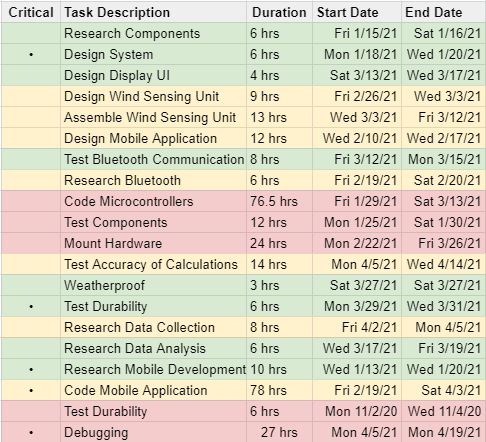 Critical Task Description Duration Start Date End Date
Research Components 6 hrs Fri 1/15/21 Sat 1/16/21
• Design System 6 hrs Mon 1/18/21 Wed 1/20/21
Design Display UI 4 hrs Sat 3/13/21 Wed 3/17/21
Design Wind Sensing Unit 9 hrs Fri 2/26/21 Wed 3/3/21
Assemble Wind Sensing Unit 13 hrs Wed 3/3/21 Fri 3/12/21
Design Mobile Application 12 hrs Wed 2/10/21 Wed 2/17/21
Test Bluetooth Communication 8 hrs Fri 3/12/21 Mon 3/15/21
Research Bluetooth 6 hrs Fri 2/19/21 Sat 2/20/21
Code Microcontrollers 76.5 hrs Fri 1/29/21 Sat 3/13/21
Test Components 12 hrs Mon 1/25/21 Sat 1/30/21
Mount Hardware 24 hrs Mon 2/22/21 Fri 3/26/21
Test Accuracy of Calculations 14 hrs Mon 4/5/21 Wed 4/14/21
Weatherproof 3 hrs Sat 3/27/21 Sat 3/27/21
• Test Durability 6 hrs Mon 3/29/21 Wed 3/31/21
Research Data Collection 8 hrs Fri 4/2/21 Mon 4/5/21
Research Data Analysis 6 hrs Wed 3/17/21 Fri 3/19/21
• Research Mobile Development 10 hrs Wed 1/13/21 Wed 1/20/21
• Code Mobile Application 78 hrs Fri 2/19/21 Sat 4/3/21
Test Durability 6 hrs Mon 11/2/20 Wed 11/4/20
• Debugging 27 hrs Mon 4/5/21 Mon 4/19/21